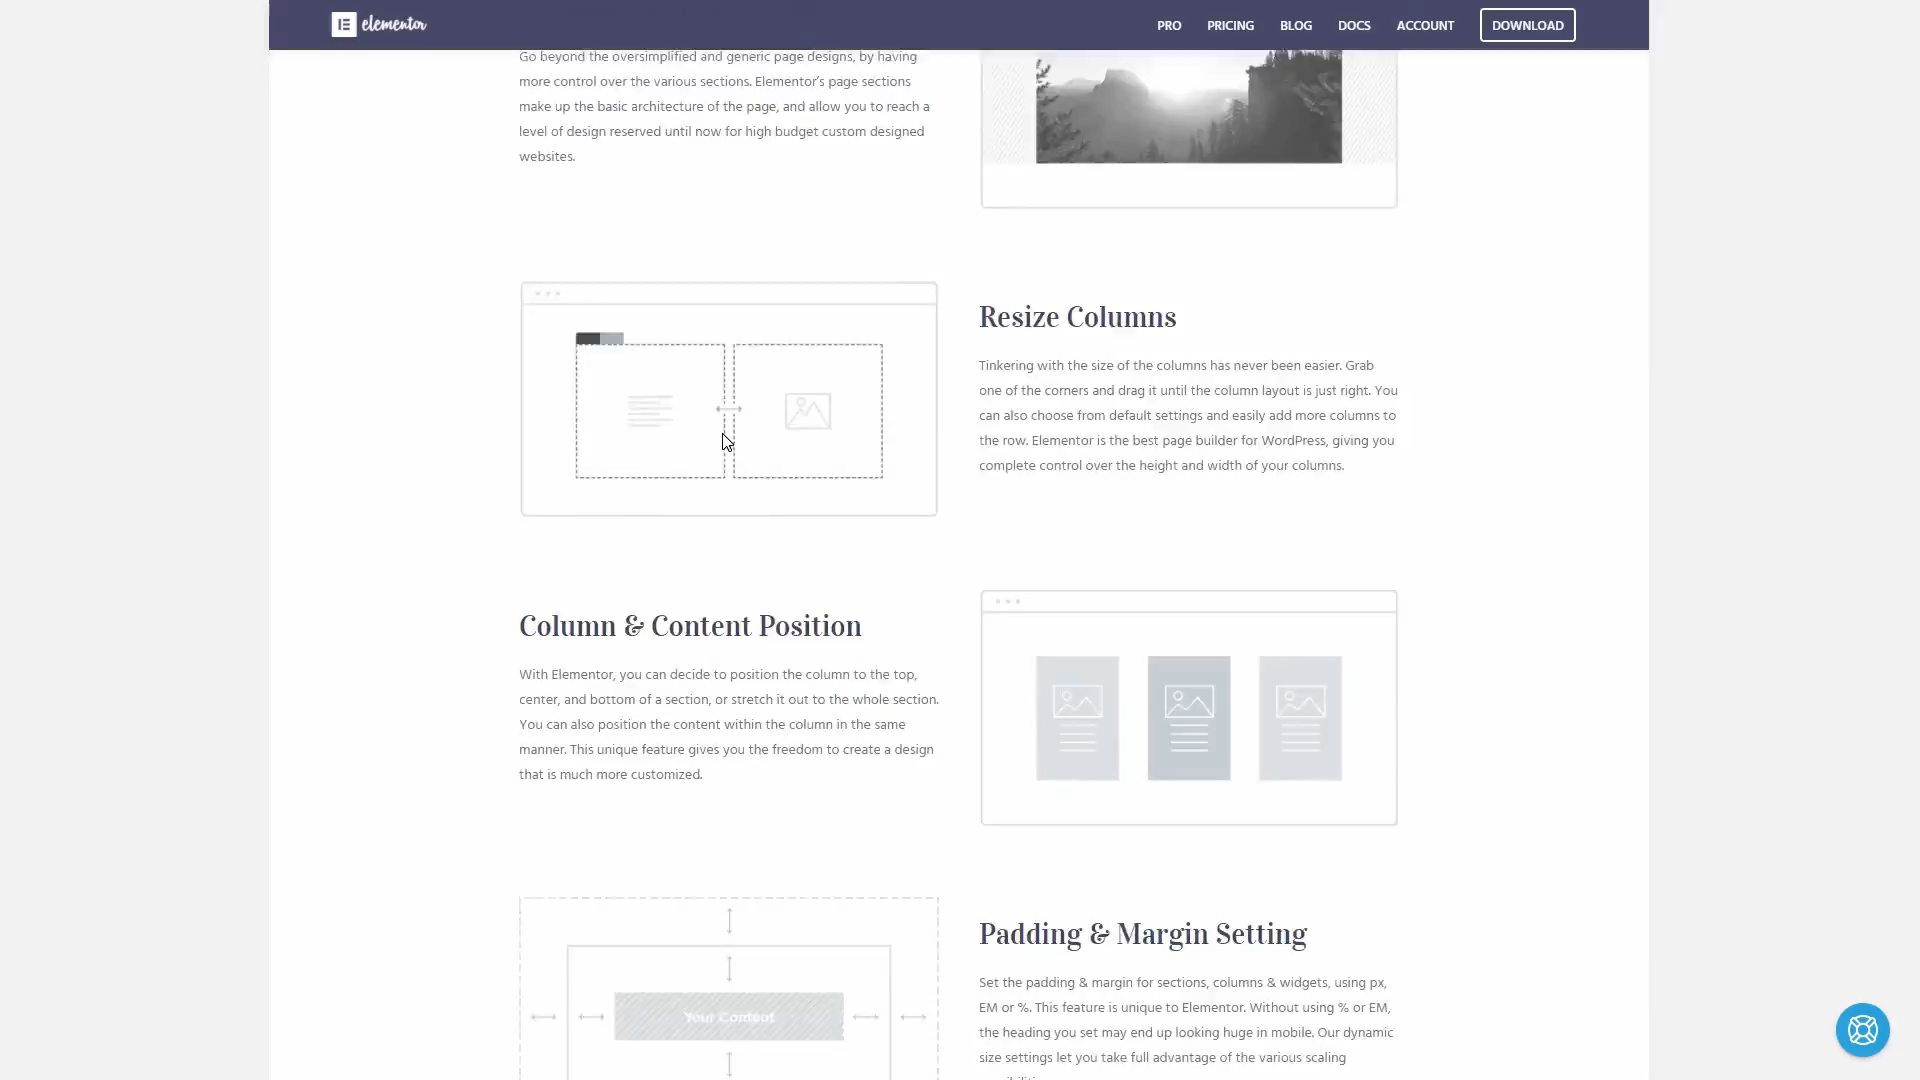 elementor
PRO PRICING BLOG DOCS ACCOUNT DOWNLOAD
Go beyond the oversimplified and generic page designs, by having
more control over the various sections. Elementor’s page sections
make up the basic architecture of the page, and allow you to reach a
level of design reserved until now for high budget custom designed
websites.
Resize Columns
Tinkering with the size of the columns has never been easier. Grab
one of the corners and drag it until the column layout is just right. You
can also choose from default settings and easily add more columns to
the row. Elementor is the best page builder for WordPress, giving you
complete control over the height and width of your columns.
Column & Content Position
With Elementor, you can decide to position the column to the top,
center, and bottom of a section, or stretch it out to the whole section.
You can also position the content within the column in the same
manner. This unique feature gives you the freedom to create a design
that is much more customized.
Your Content
Padding & Margin Setting
Set the padding & margin for sections, columns & widgets, using px,
EM or %. This feature is unique to Elementor. Without using % or EM,
the heading you set may end up looking huge in mobile. Our dynamic
size settings let you take full advantage of the various scaling